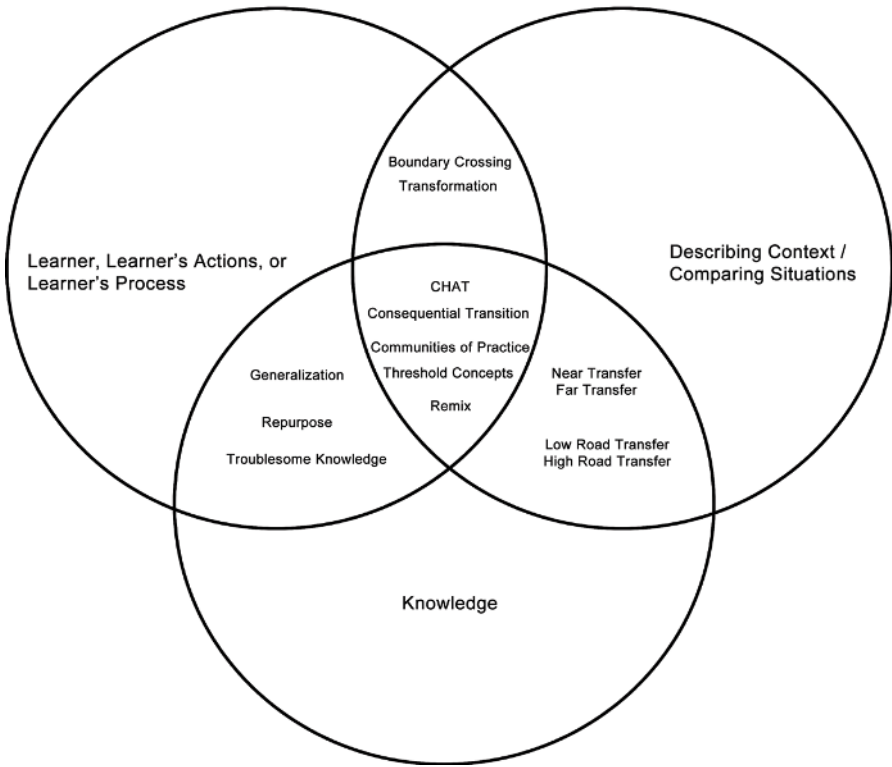 Boundary Crossing
Transformation
Learner, Learner's Actions, or
Learner's Process
Describing Context /
Comparing Situations
CHAT
Consequential Transition
Communities of Practice
Threshold Concepts
Remix
Generalization
Repurpose
Troublesome Knowledge
Near Transfer
Far Transfer
Low Road Transfer
High Road Transfer
Knowledge